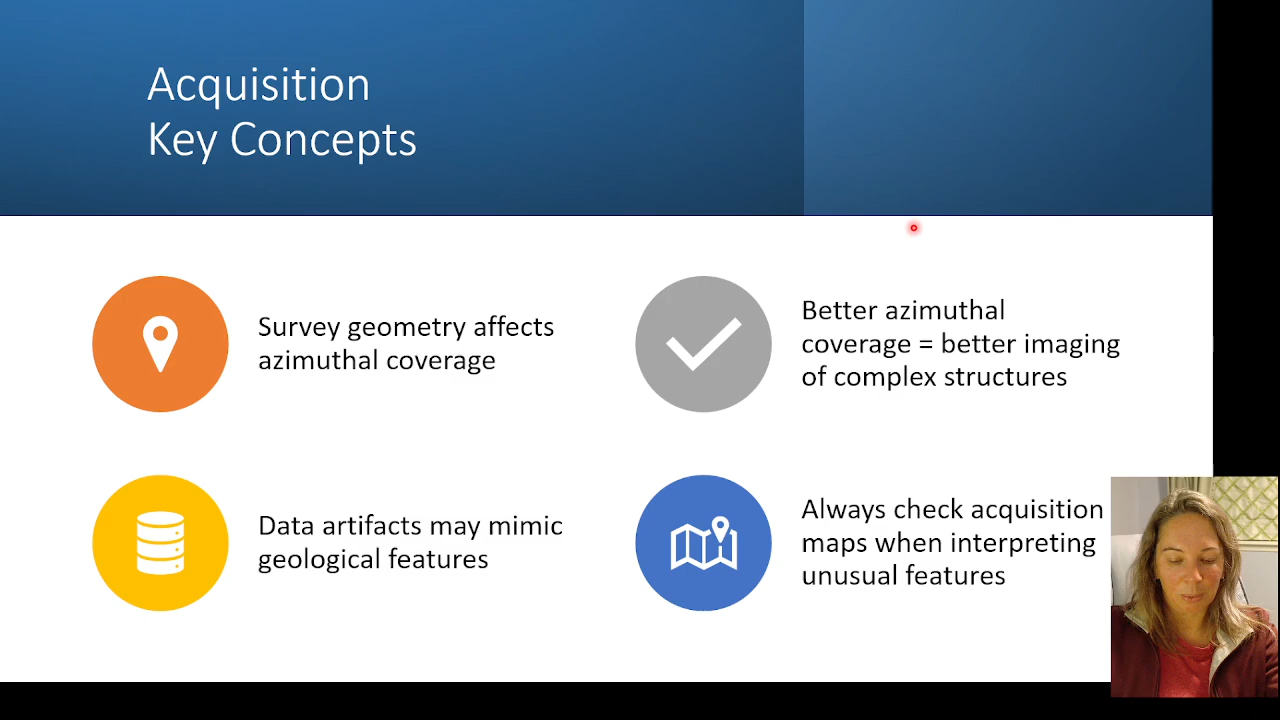 Acquisition
Key Concepts
Survey geometry affects
azimuthal coverage
Better azimuthal
coverage = better imaging
of complex structures
Data artifacts may mimic
geological features
Always check acquisition
maps when interpreting
unusual features